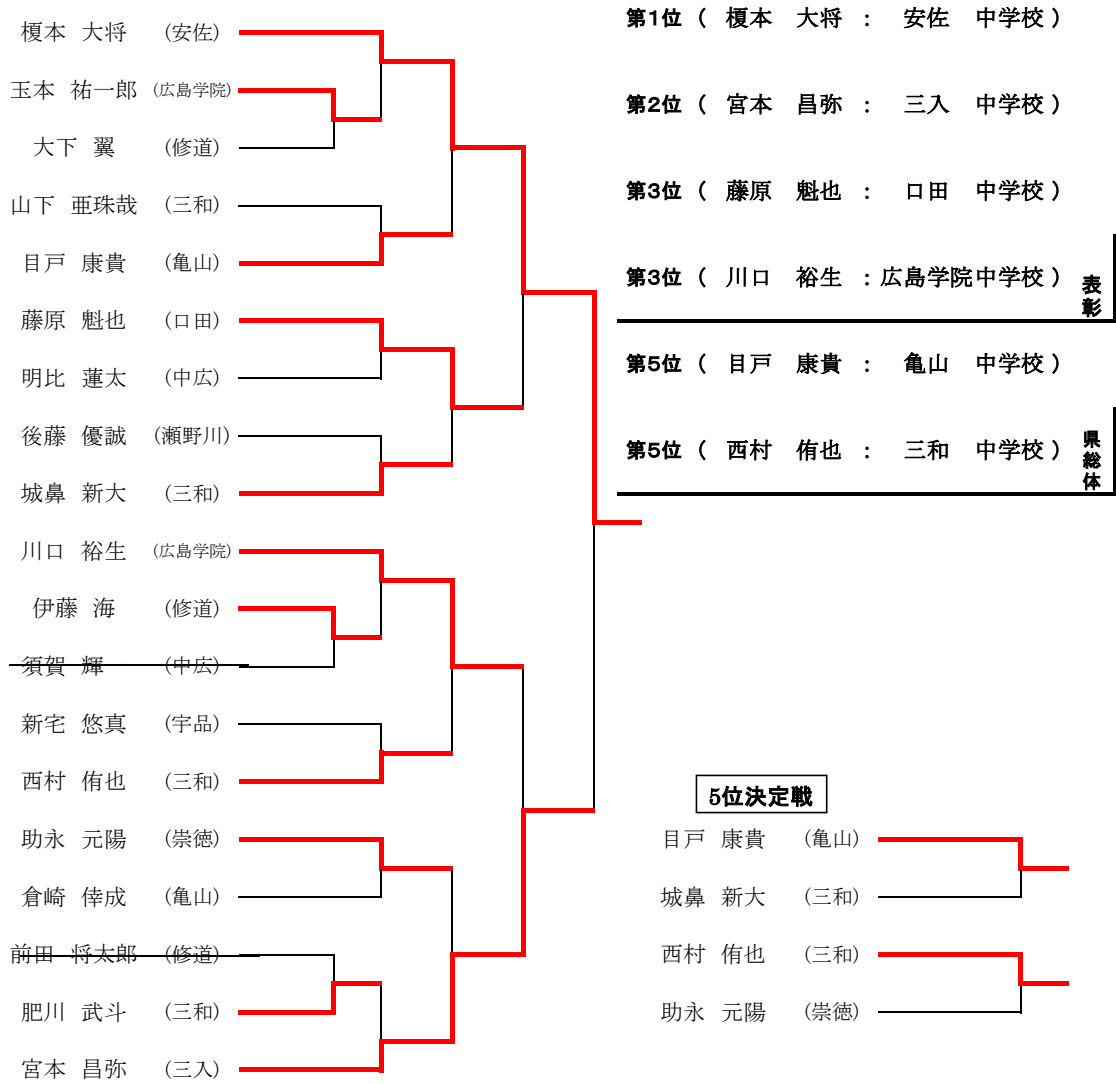 榎本 大将 (安佐)
玉本 祐一郎 (広島学院)
大下 翼 (修道)
山下 亜珠哉 (三和)
目戸 康貴 (亀山)
藤原 魁也 (口田)
明比 蓮太 (中広)
後藤 優誠 (瀬野川)
城鼻 新大 (三和)
川口 裕生 (広島学院)
伊藤 海 (修道)
須賀 輝 (中広)
新宅 悠真 (宇品)
西村 侑也 (三和)
助永 元陽 (崇徳)
倉崎 倖成 (亀山)
前田 将太郎 (修道)
肥川 武斗 (三和)
宮本 昌弥 (三入)
第1位 ( 榎本 大将 : 安佐 中学校 )
第2位 ( 宮本 昌弥 : 三入 中学校 )
第3位 ( 藤原 魁也 : 口田 中学校 )
第3位 ( 川口 裕生 : 広島学院中学校 )
表彰
第5位 ( 目戸 康貴 : 亀山 中学校 )
第5位 ( 西村 侑也 : 三和 中学校 )
県総体
5位決定戦
目戸 康貴 (亀山)
城鼻 新大 (三和)
西村 侑也 (三和)
助永 元陽 (崇徳)